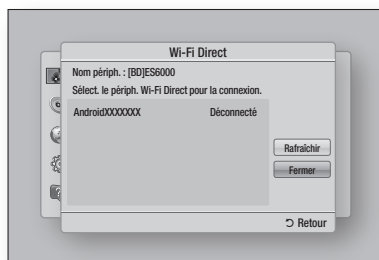 Wi-Fi Direct
Nom périph. : [BD]ES6000
Sélect. le périph. Wi-Fi Direct pour la connexion.
AndroidXXXXXXX Déconnecté
Rafraîchir
Fermer
Retour